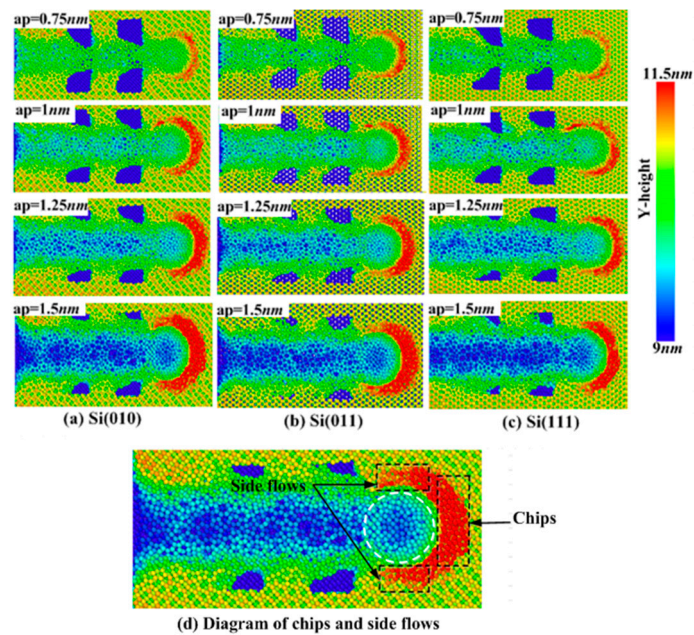 ap=0.75nm
ap=0.75nm
ap=0.75nm
11.5nm
ap=1nm
ap=1nm
ap=1nm
Y-height
ap=1.25nm
ap=1.25nm
ap=1.25nm
ap=1.5nm
ap=1.5nm
ap=1.5nm
9nm
(a) Si(010)
(b) Si(011)
(c) Si(111)
Side flows
Chips
(d) Diagram of chips and side flows